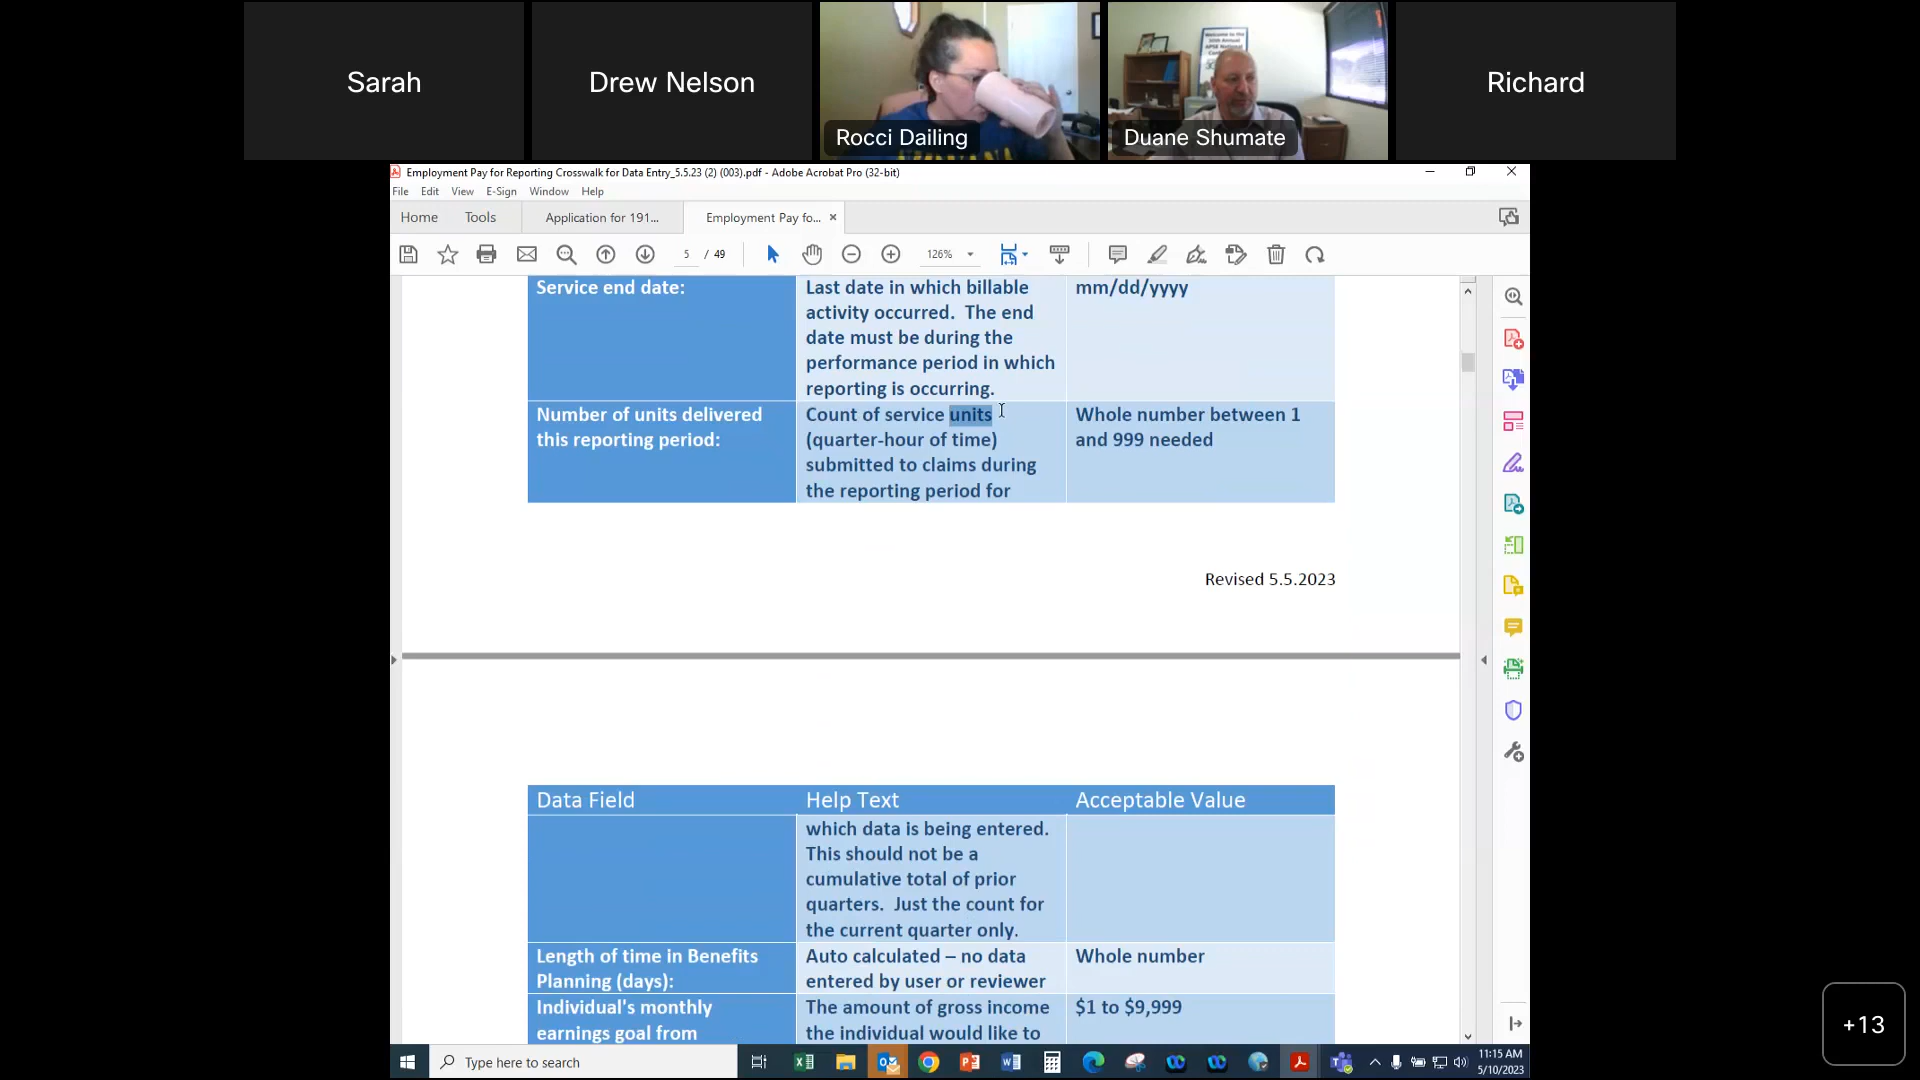 Sarah
Drew Nelson
Rocci Dailing
Duane Shumate
Richard
Employment Pay for Reporting Crosswalk for Data Entry_5.5.23 (2) (003).pdf - Adobe Acrobat Pro (32-bit)
File Edit View E-Sign Window Help
Home Tools Application for 191... Employment Pay fo... ×
5 / 49 126%
Service end date:
Last date in which billable
activity occurred. The end
date must be during the
performance period in which
reporting is occurring.
mm/dd/yyyy
Number of units delivered
this reporting period:
Count of service units
(quarter-hour of time)
submitted to claims during
the reporting period for
Whole number between 1
and 999 needed
Revised 5.5.2023
Data Field Help Text Acceptable Value
which data is being entered.
This should not be a
cumulative total of prior
quarters. Just the count for
the current quarter only.
Length of time in Benefits
Planning (days):
Auto calculated – no data
entered by user or reviewer
Whole number
Individual's monthly
earnings goal from
The amount of gross income
the individual would like to
$1 to $9,999
Type here to search
11:15 AM
5/10/2023
+13